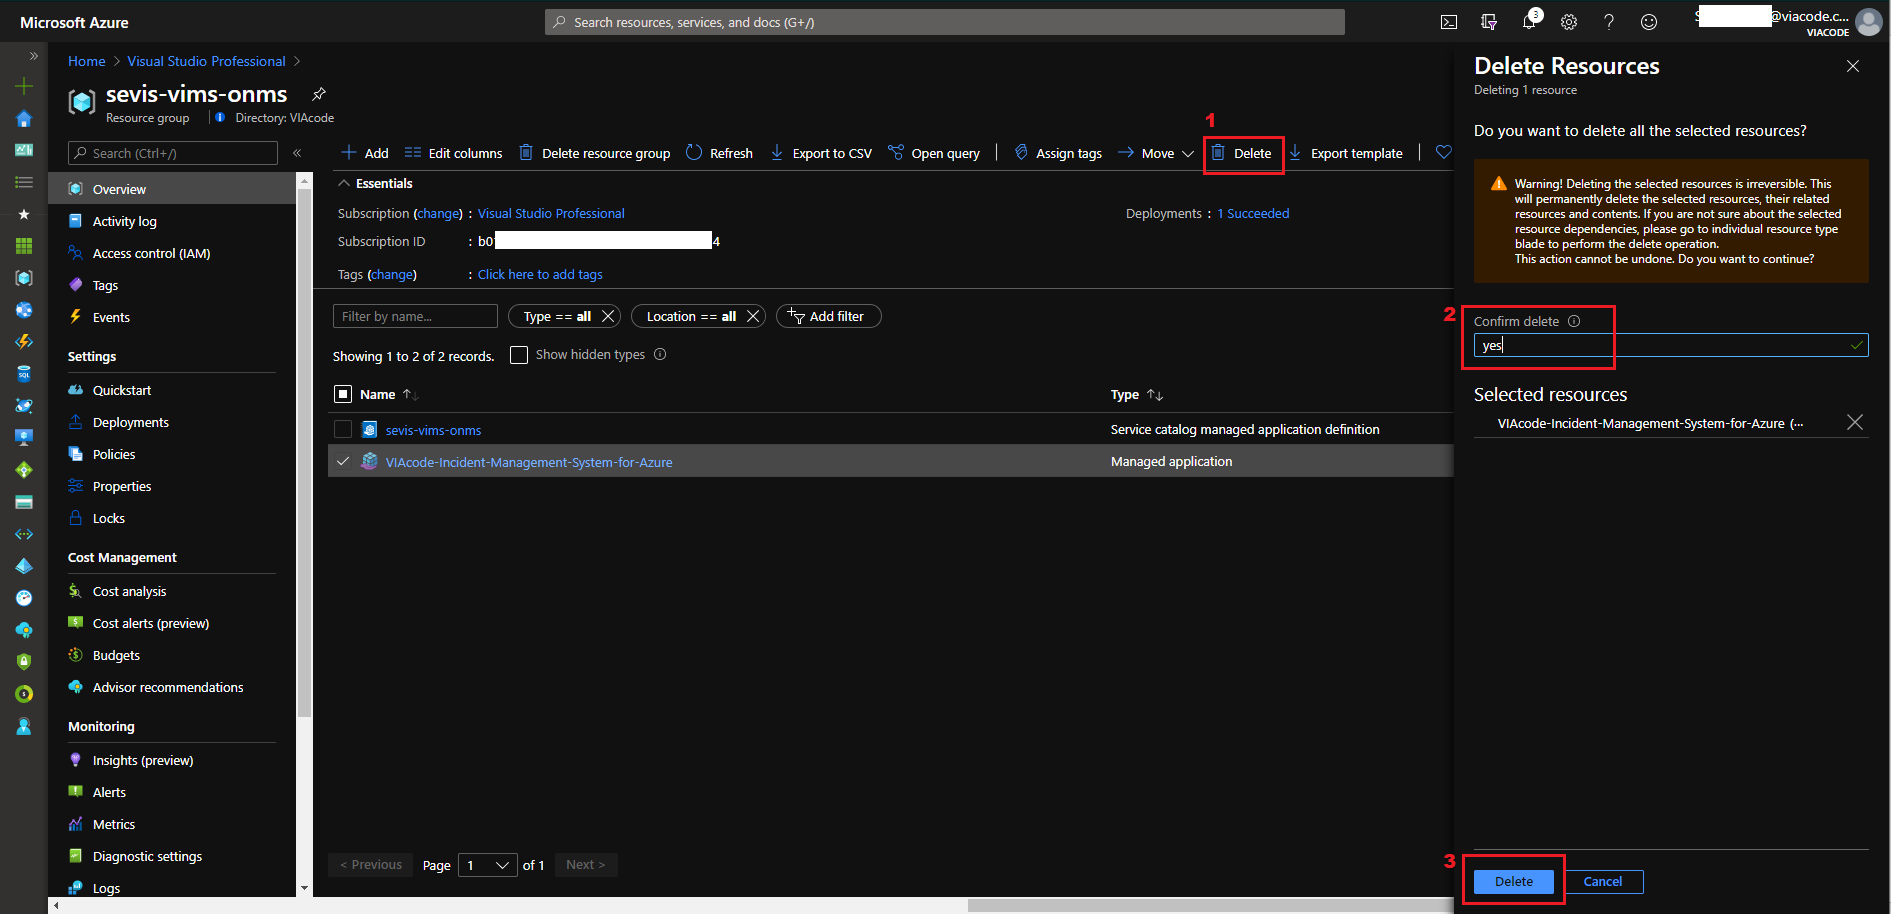 Microsoft Azure
Search resources, services, and docs (G+/)
3
S @viacode.c...
VIACODE
Home > Visual Studio Professional >
sevis-vims-onms
Resource group
Directory: VIAcode
Search (Ctrl+/)
Overview
Activity log
Access control (IAM)
Tags
Events
Settings
Quickstart
Deployments
Policies
Properties
Locks
Cost Management
Cost analysis
Cost alerts (preview)
Budgets
Advisor recommendations
Monitoring
Insights (preview)
Alerts
Metrics
Diagnostic settings
Logs
1
Add Edit columns Delete resource group Refresh Export to CSV Open query Assign tags Move Delete Export template
Essentials
Subscription (change) : Visual Studio Professional
Deployments : 1 Succeeded
Subscription ID : b0 4
Tags (change) : Click here to add tags
Filter by name...
Type == all
Location == all
Add filter
Showing 1 to 2 of 2 records.
Show hidden types
Name Type
sevis-vims-onms Service catalog managed application definition
VIAcode-Incident-Management-System-for-Azure Managed application
< Previous Page 1 of 1 Next >
Delete Resources
Deleting 1 resource
Do you want to delete all the selected resources?
Warning! Deleting the selected resources is irreversible. This
will permanently delete the selected resources, their related
resources and contents. If you are not sure about the selected
resource dependencies, please go to individual resource type
blade to perform the delete operation.
This action cannot be undone. Do you want to continue?
2
Confirm delete
yes
Selected resources
VIAcode-Incident-Management-System-for-Azure (...
3
Delete
Cancel